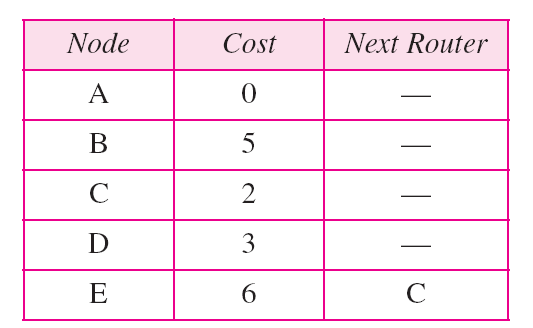 Node Cost Next Router
A 0 —
B 5 —
C 2 —
D 3 —
E 6 C